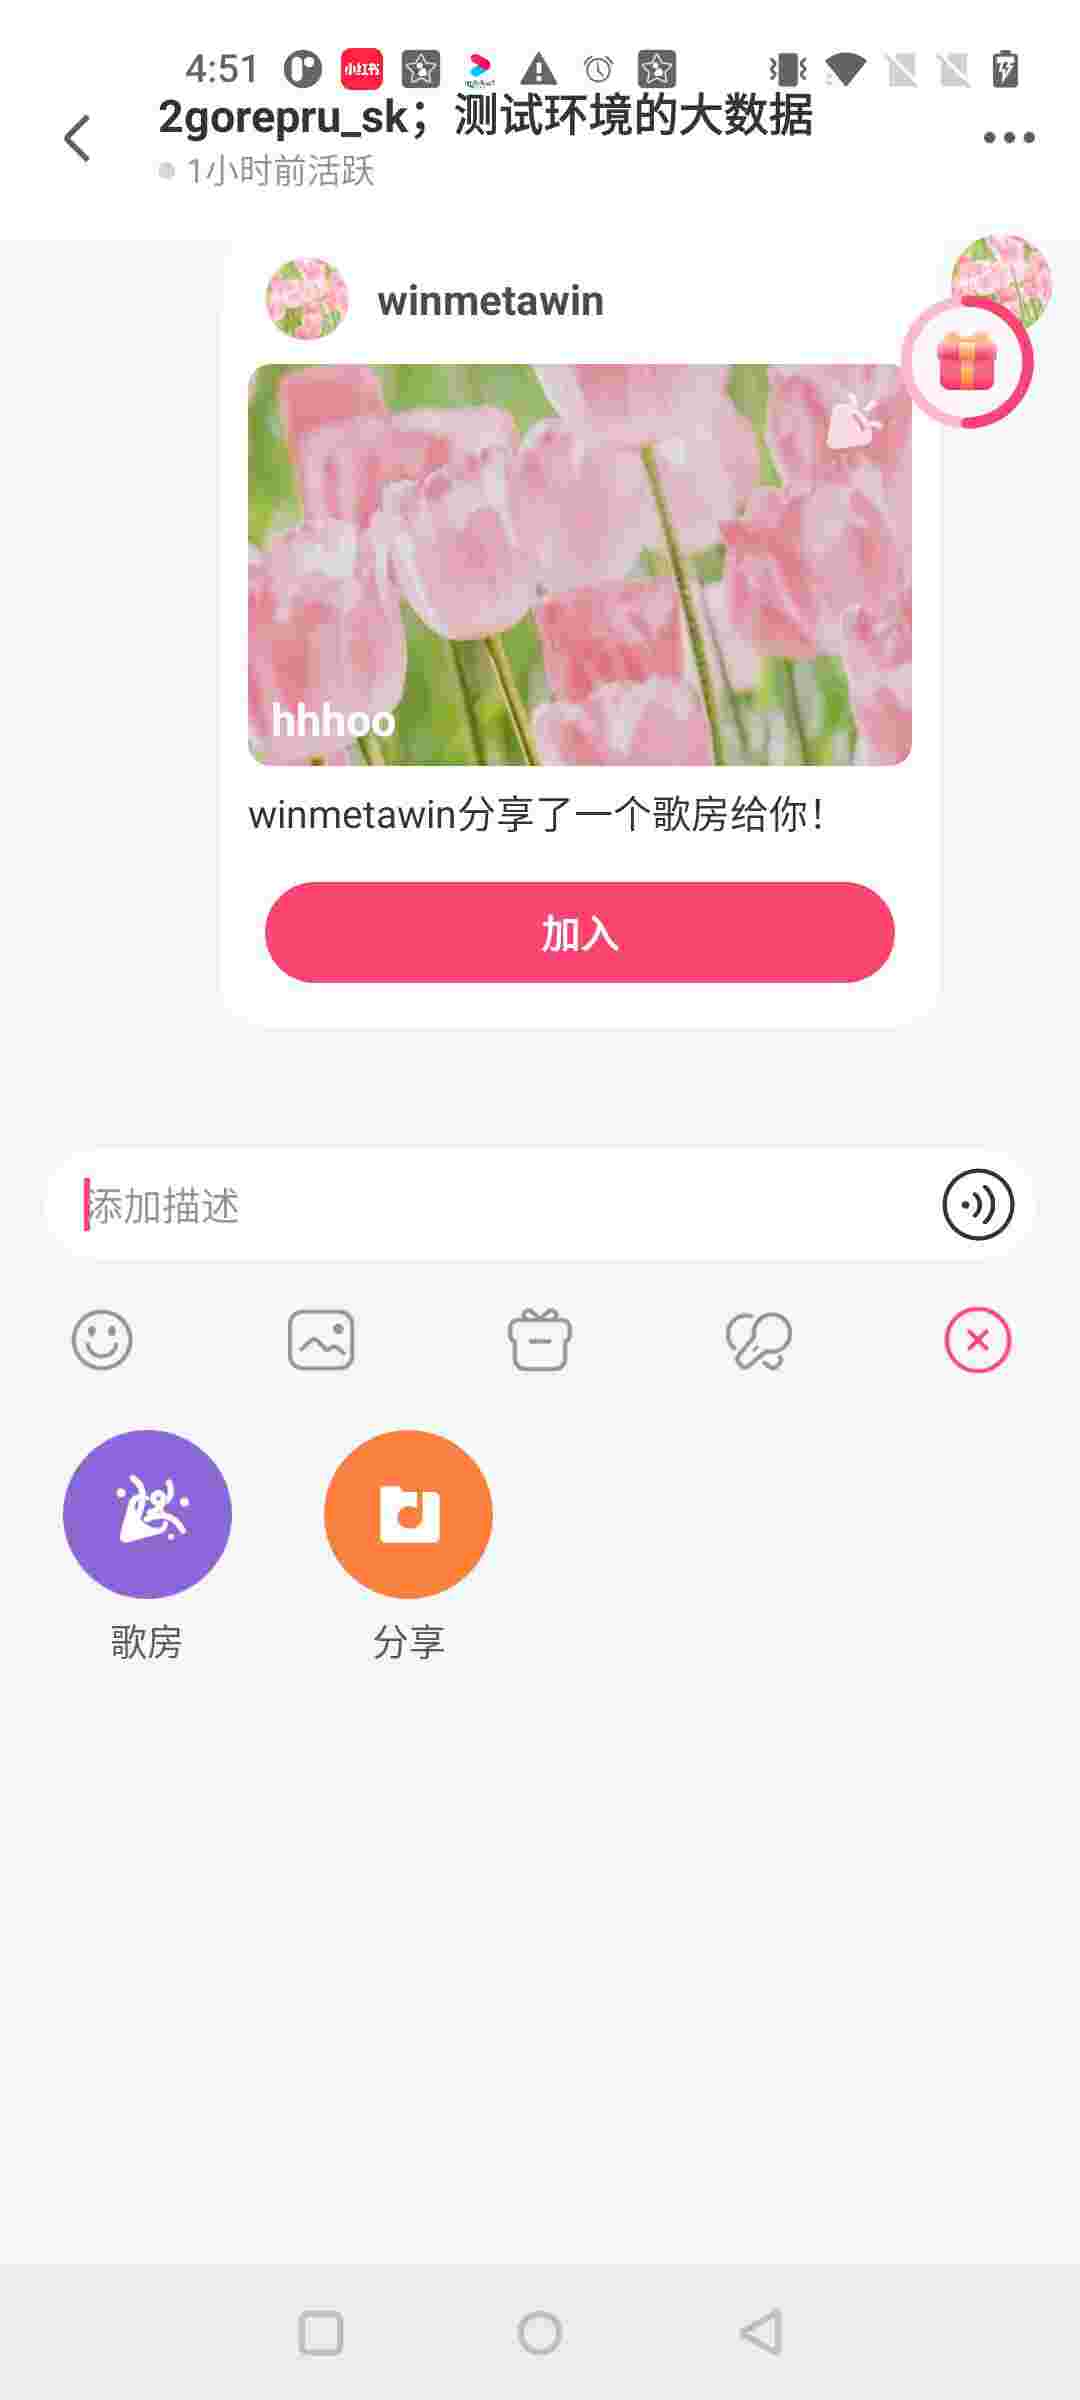 4:51
小红书
2gorepru_sk；测试环境的大数据
1小时前活跃
winmetawin
hhhoo
winmetawin分享了一个歌房给你！
加入
添加描述
歌房
分享